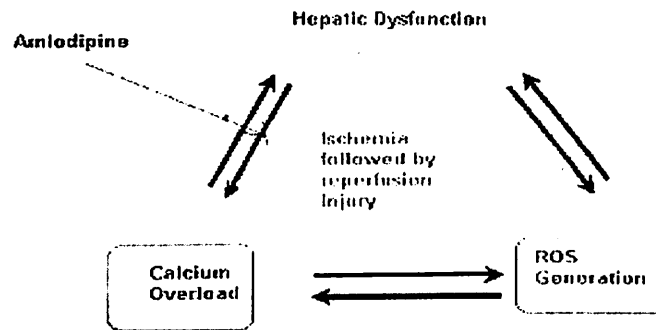 Hepatic Dysfunction
Amlodipine
Ischemia
followed by
reperfusion
Injury
Calcium
Overload
ROS
Generation